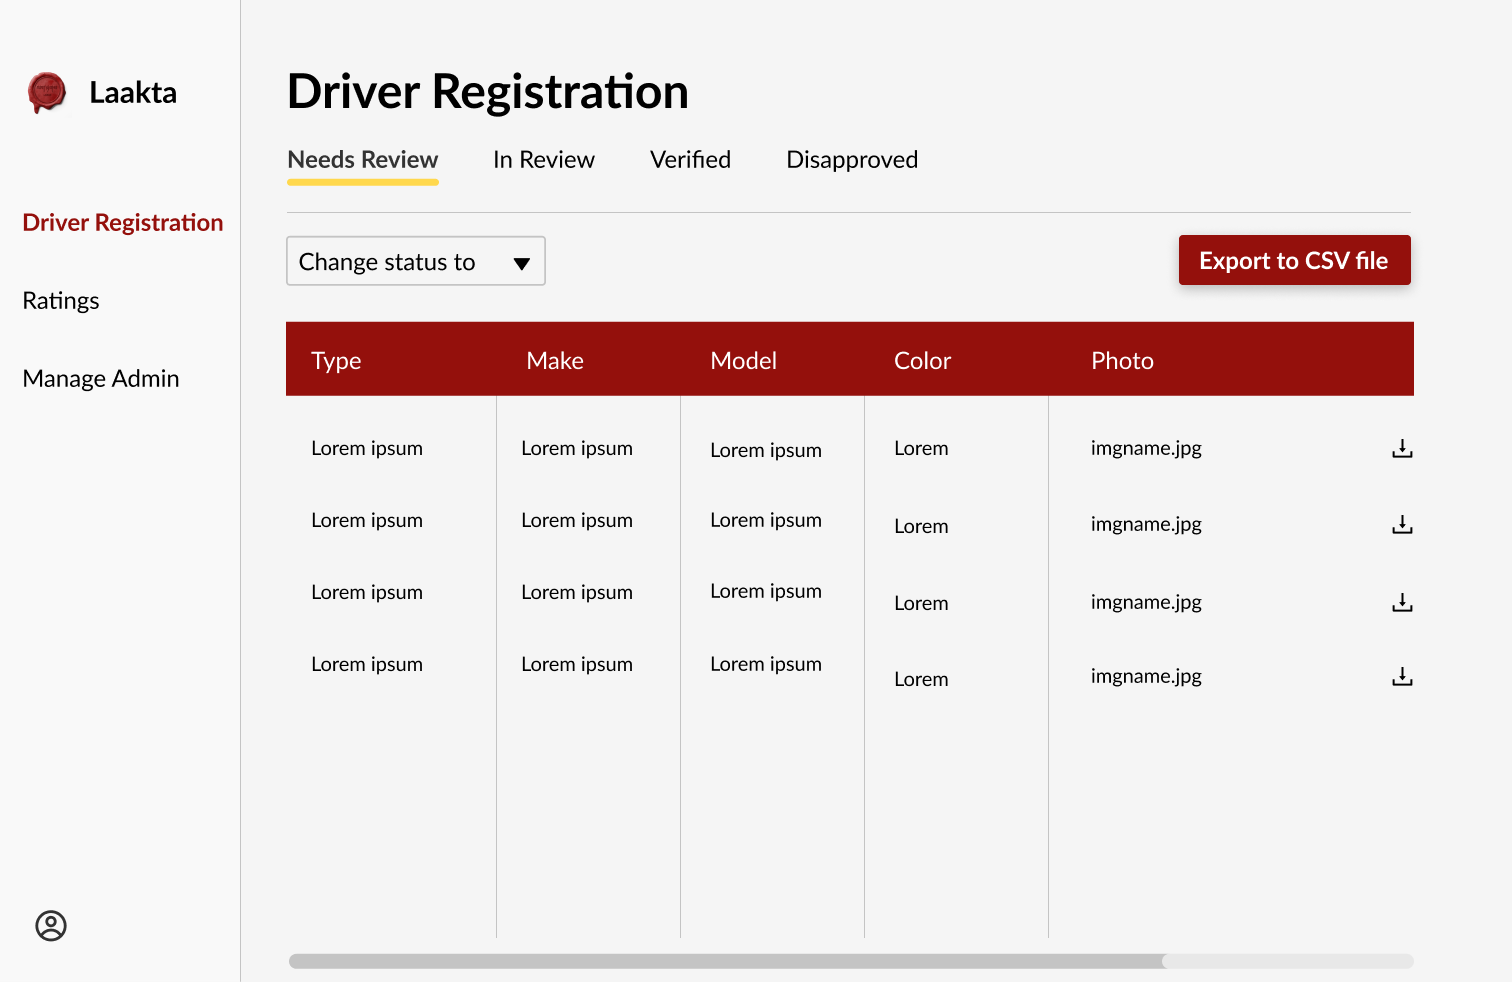 Laakta
Driver Registration
Ratings
Manage Admin
Driver Registration
Needs Review In Review Verified Disapproved
Change status to
Export to CSV file
Type Make Model Color Photo
Lorem ipsum Lorem ipsum Lorem ipsum Lorem imgname.jpg
Lorem ipsum Lorem ipsum Lorem ipsum Lorem imgname.jpg
Lorem ipsum Lorem ipsum Lorem ipsum Lorem imgname.jpg
Lorem ipsum Lorem ipsum Lorem ipsum Lorem imgname.jpg